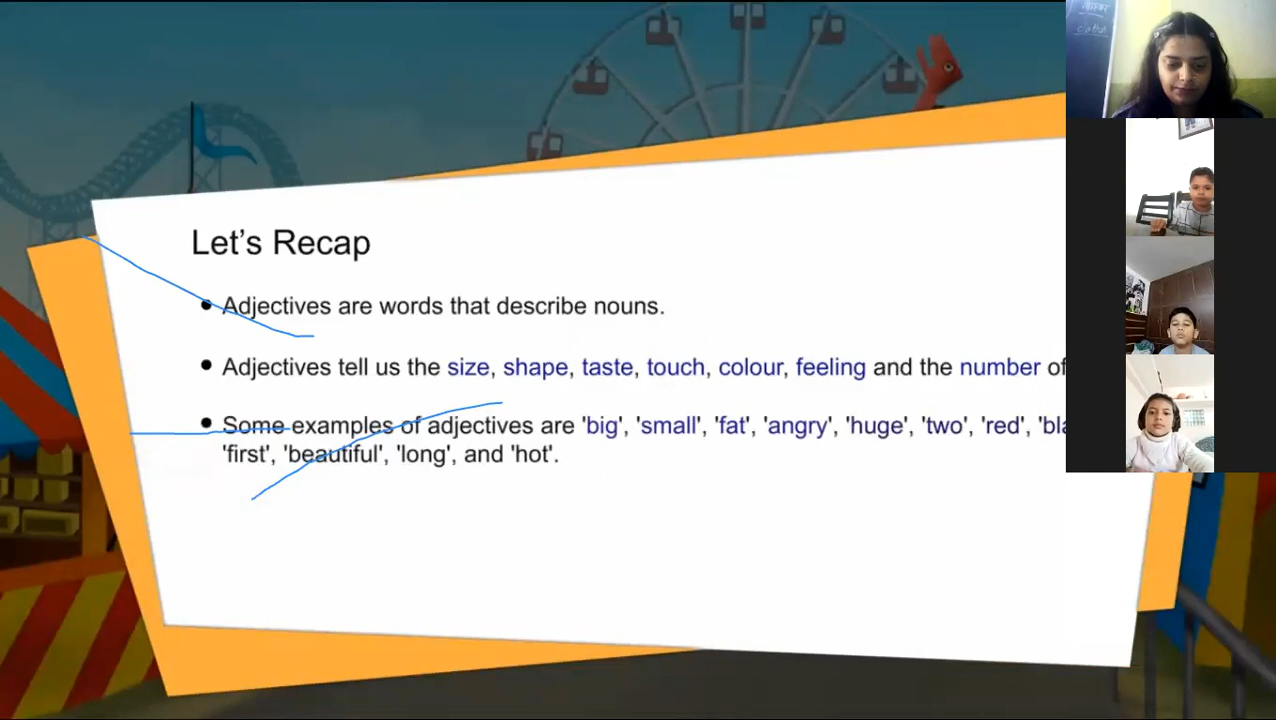 Let's Recap
Adjectives are words that describe nouns.
Adjectives tell us the size, shape, taste, touch, colour, feeling and the number of
Some examples of adjectives are 'big', 'small', 'fat', 'angry', 'huge', 'two', 'red',
'first', 'beautiful', 'long', and 'hot'.